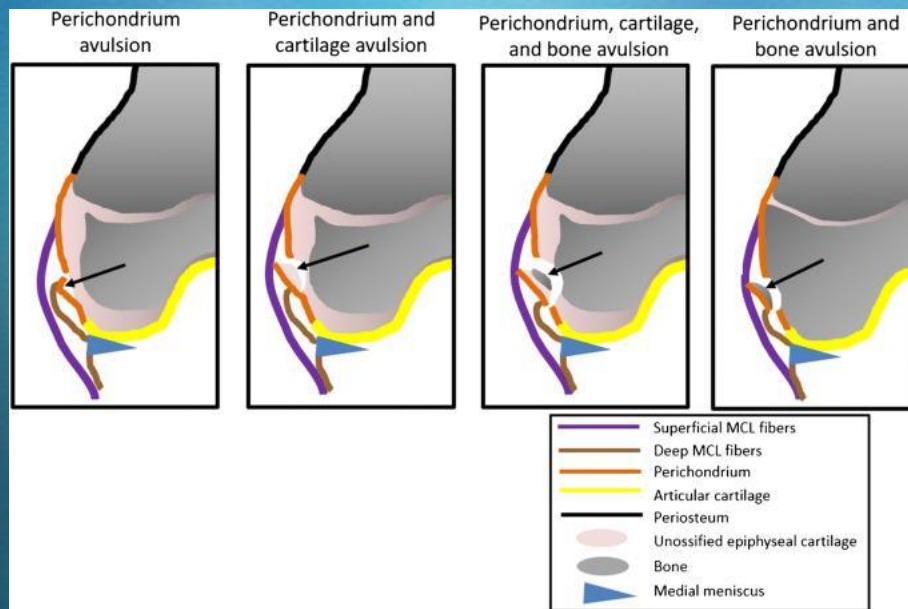 Perichondrium
avulsion
Perichondrium and
cartilage avulsion
Perichondrium, cartilage,
and bone avulsion
Perichondrium and
bone avulsion
Superficial MCL fibers
Deep MCL fibers
Perichondrium
Articular cartilage
Periosteum
Unossified epiphyseal cartilage
Bone
Medial meniscus